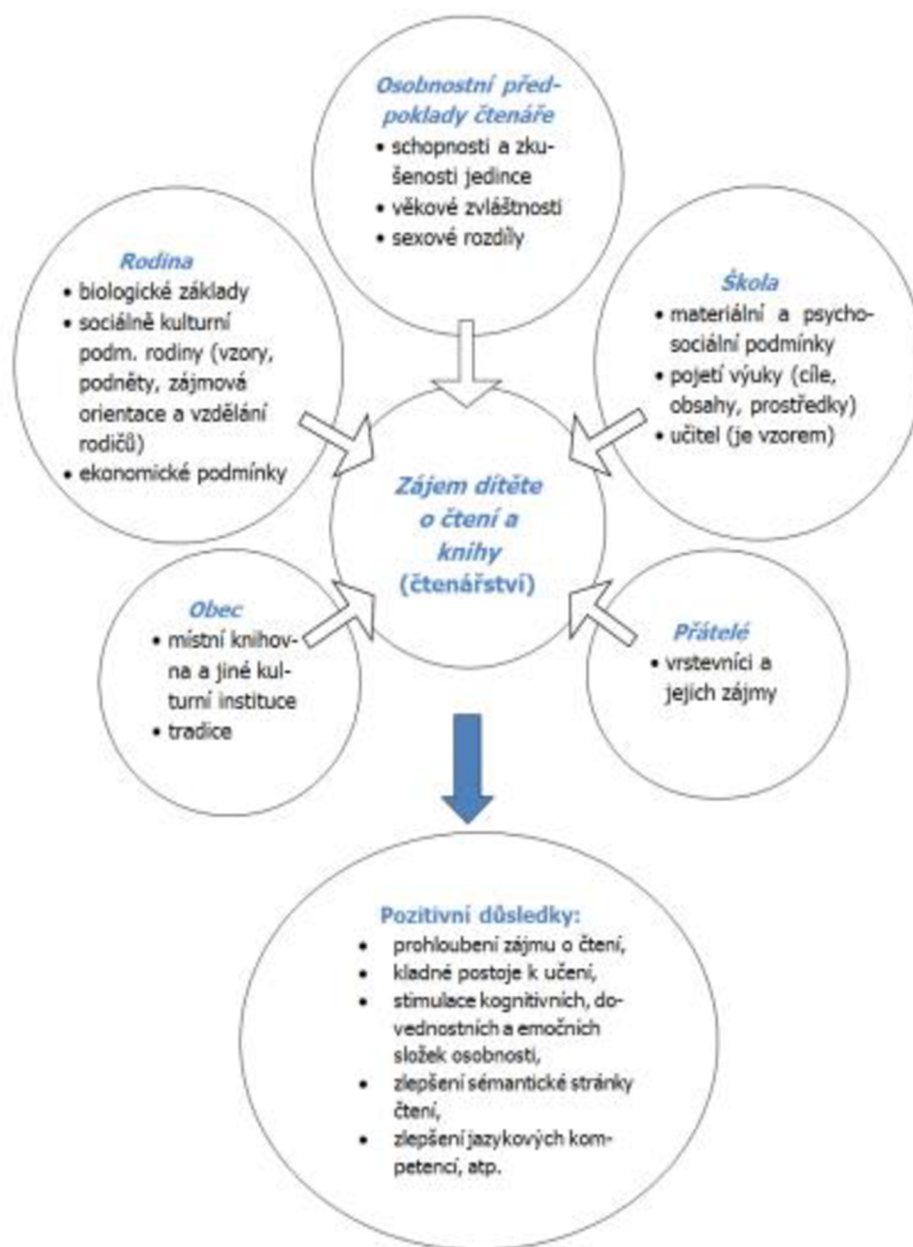 Osobnostní před-
poklady čtenáře
• schopnosti a zku-
šenosti jedince
• věkové zvláštnosti
• sexové rozdíly
Rodina
• biologické základy
• sociálně kulturní
podm. rodiny (vzory,
podněty, zájmová
orientace a vzdělání
rodičů)
• ekonomické podmínky
Škola
• materiální a psycho-
sociální podmínky
• pojetí výuky (cíle,
obsahy, prostředky)
• učitel (je vzorem)
Zájem dítěte
o čtení a
knihy
(čtenářství)
Obec
• místní knihov-
na a jiné kul-
turní instituce
• tradice
Přátelé
• vrstevníci a
jejich zájmy
Pozitivní důsledky:
• prohloubení zájmu o čtení,
• kladné postoje k učení,
• stimulace kognitivních, do-
vednostních a emočních
složek osobnosti,
• zlepšení sémantické stránky
čtení,
• zlepšení jazykových kom-
petencí, atp.